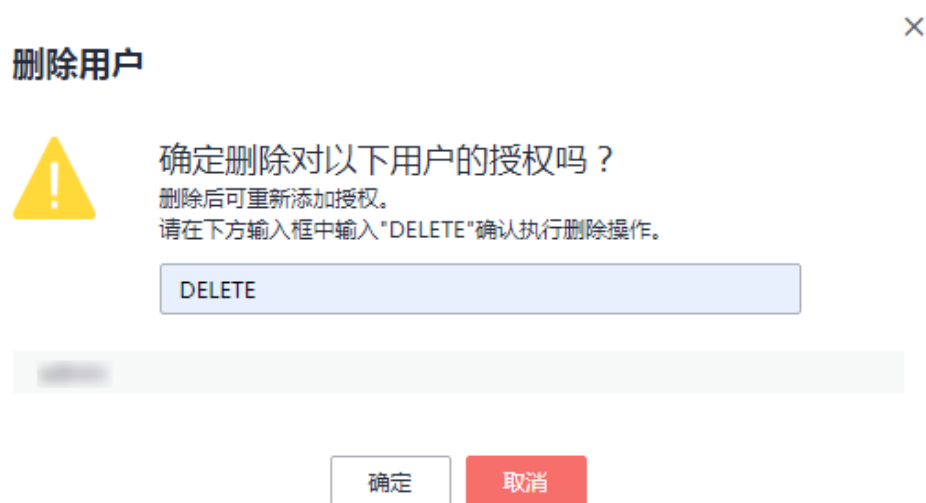 删除用户
确定删除对以下用户的授权吗？
删除后可重新添加授权。
请在下方输入框中输入"DELETE"确认执行删除操作。
DELETE
确定
取消